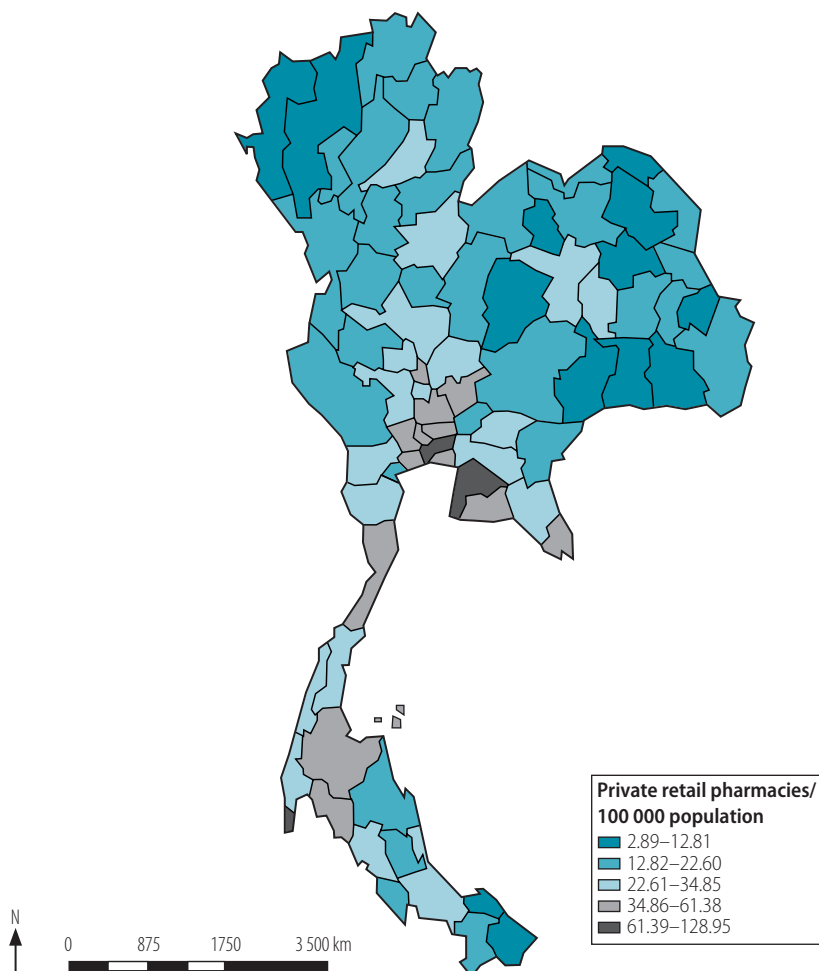 Private retail pharmacies/
100 000 population
2.89–12.81
12.82–22.60
22.61–34.85
34.86–61.38
61.39–128.95
N
0 875 1750 3 500 km